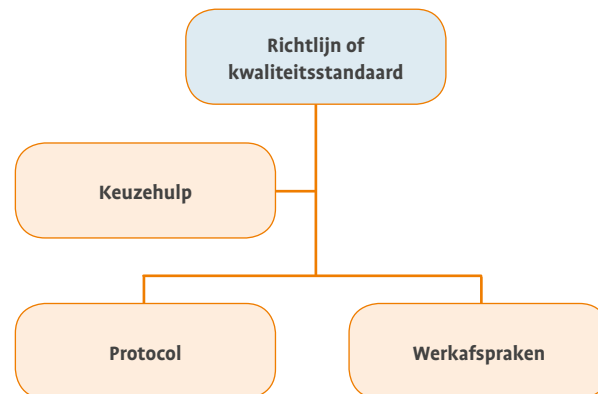 Richtlijn of
kwaliteitsstandaard
Keuzehulp
Protocol
Werkafspraken